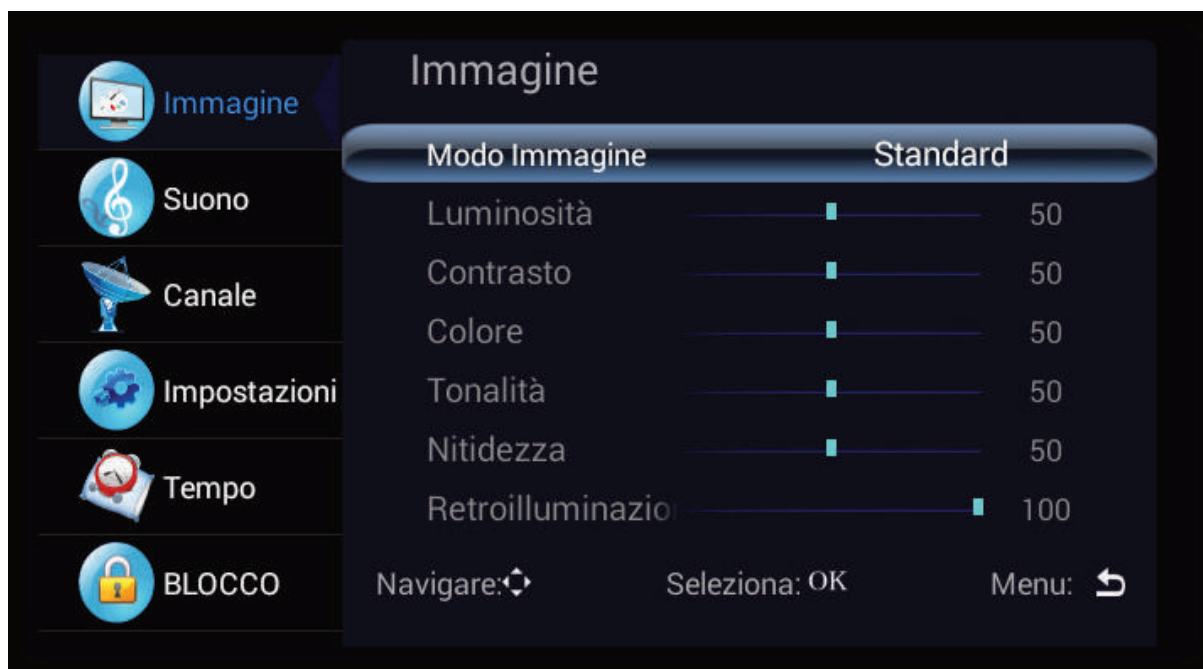 Immagine
Suono
Canale
Impostazioni
Tempo
BLOCCO
Immagine
Modo Immagine Standard
Luminosità 50
Contrasto 50
Colore 50
Tonalità 50
Nitidezza 50
Retroilluminazio 100
Navigare: Seleziona: OK Menu: